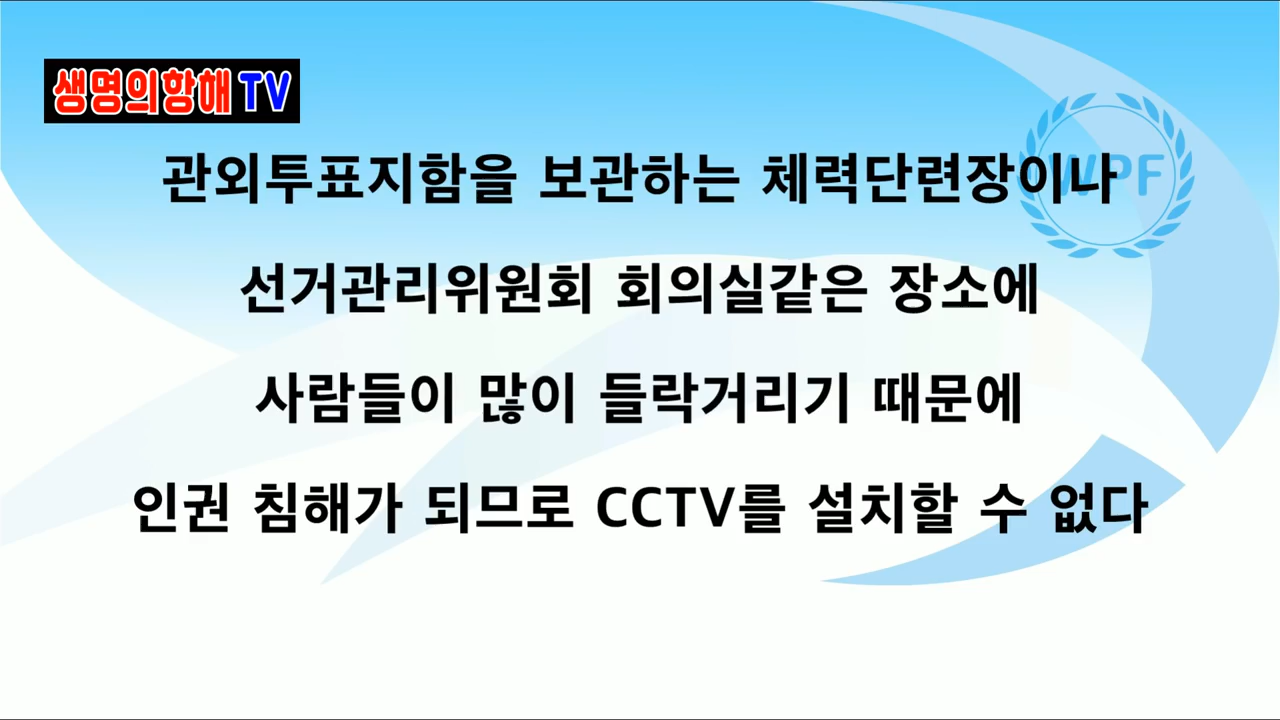 생명의항해TV
관외투표지함을 보관하는 체력단련장이나
WPF
선거관리위원회 회의실같은 장소에
사람들이 많이 들락거리기 때문에
인권 침해가 되므로 CCTV를 설치할 수 없다